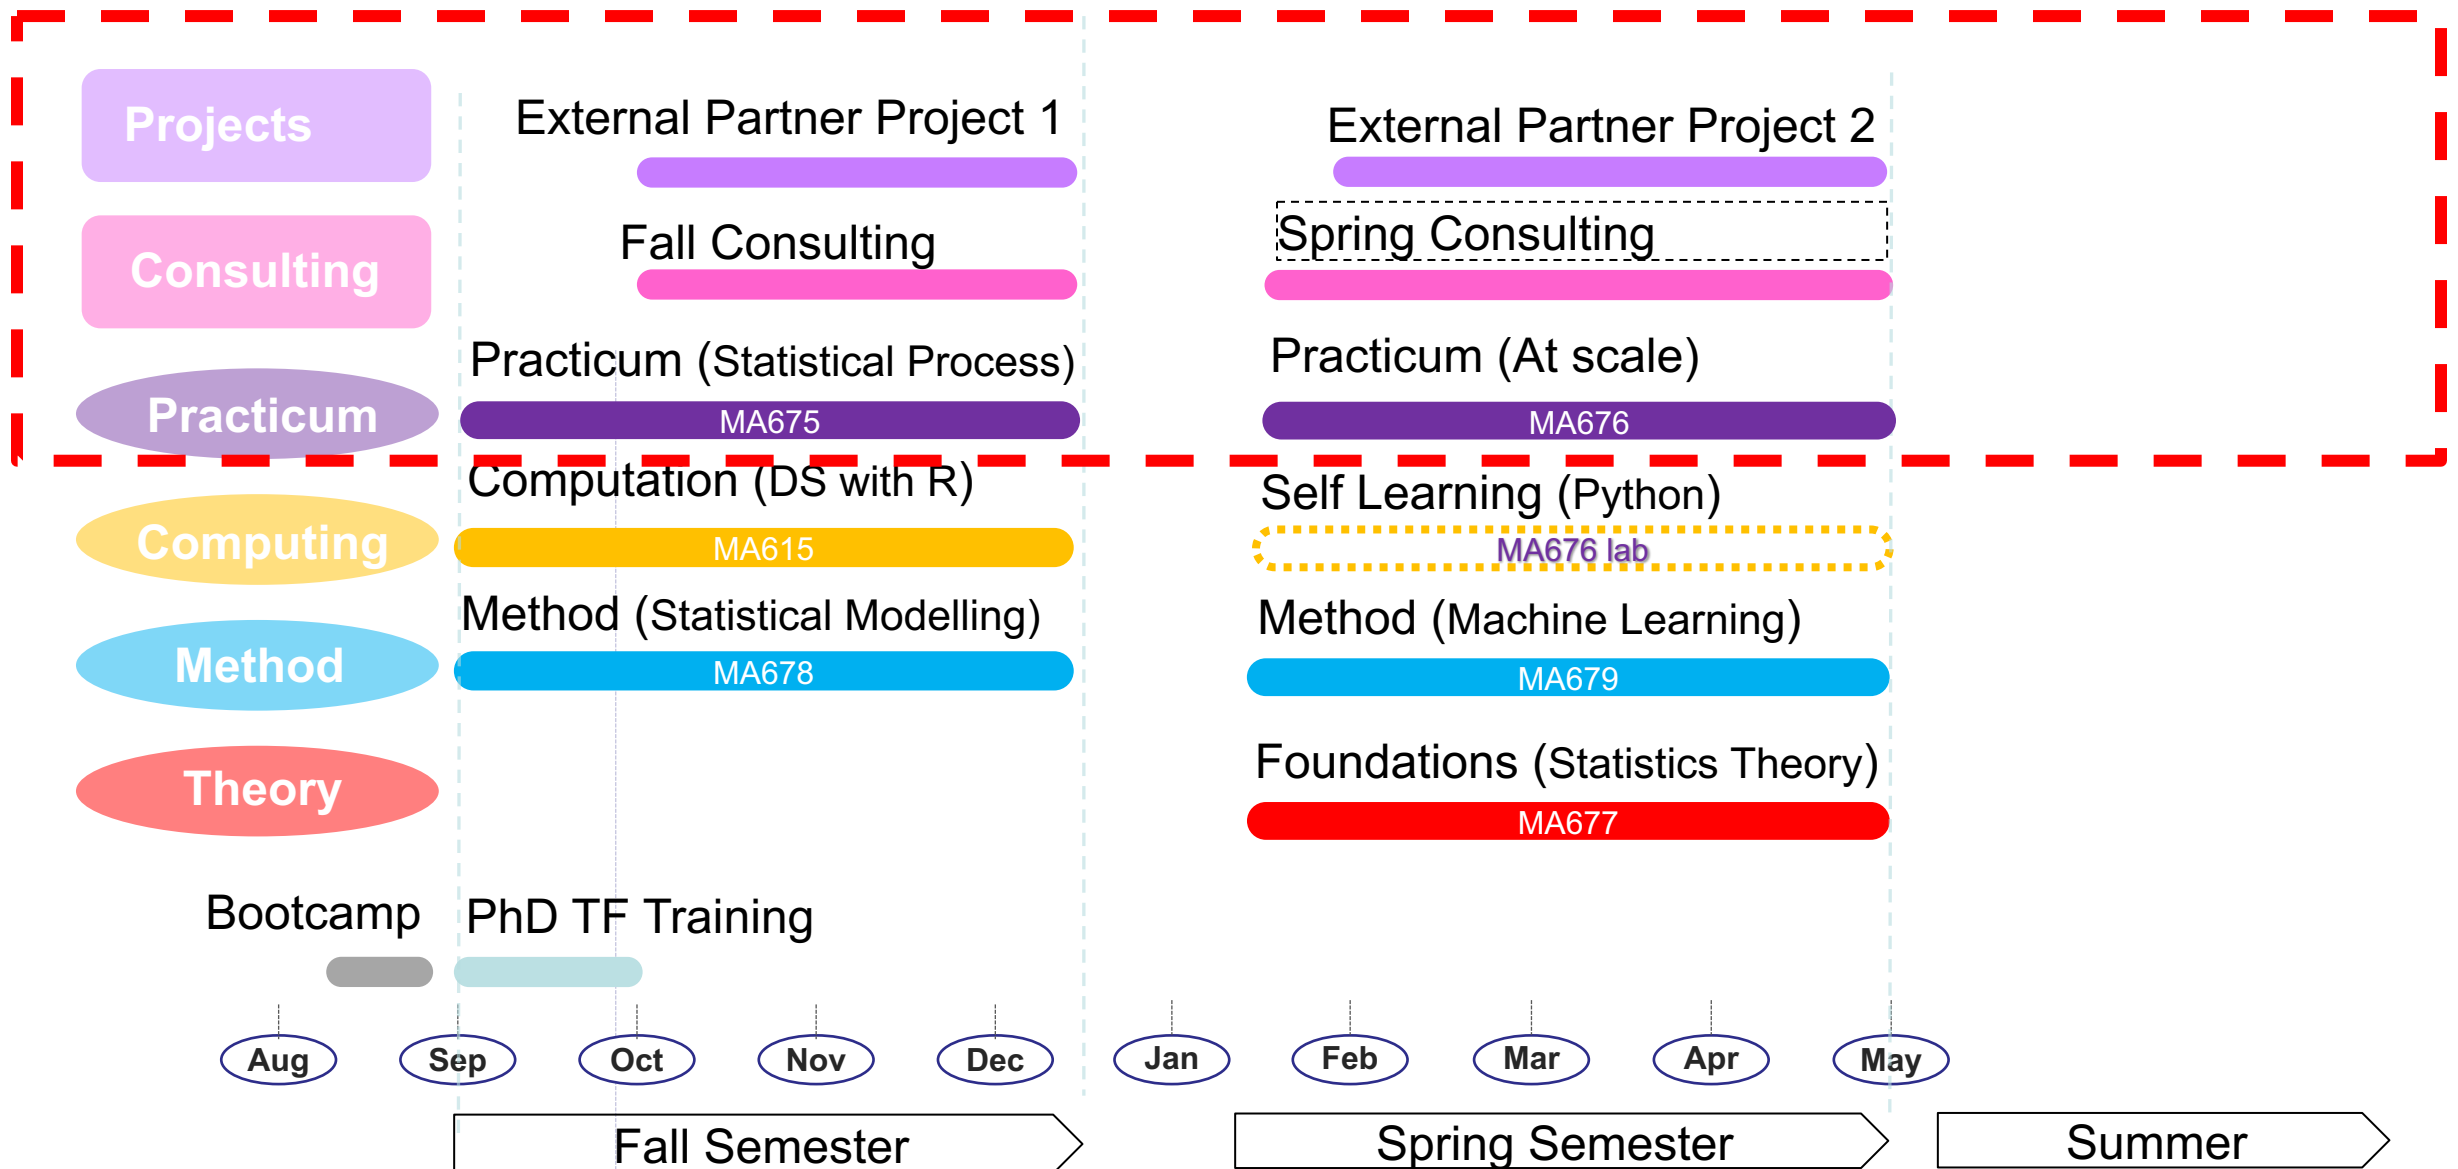 Projects
External Partner Project 1
External Partner Project 2
Consulting
Fall Consulting
Spring Consulting
Practicum
Practicum (Statistical Process)
Practicum (At scale)
MA675
MA676
Computing
Computation (DS with R)
Self Learning (Python)
MA615
MA676 lab
Method
Method (Statistical Modelling)
Method (Machine Learning)
MA678
MA679
Theory
Foundations (Statistics Theory)
MA677
Bootcamp
PhD TF Training
Aug
Sep
Oct
Nov
Dec
Jan
Feb
Mar
Apr
May
Fall Semester
Spring Semester
Summer